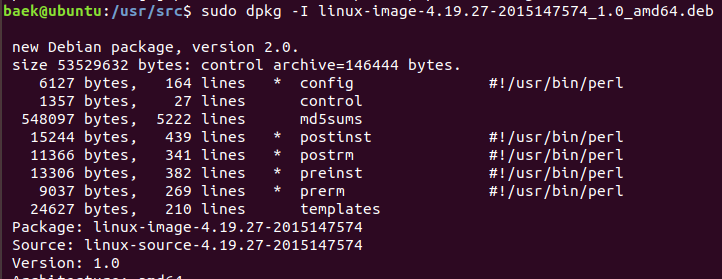 baek@ubuntu:/usr/src$ sudo dpkg -I linux-image-4.19.27-2015147574_1.0_amd64.deb
new Debian package, version 2.0.
size 53529632 bytes: control archive=146444 bytes.
6127 bytes, 164 lines * config #!/usr/bin/perl
1357 bytes, 27 lines control
548097 bytes, 5222 lines md5sums
15244 bytes, 439 lines * postinst #!/usr/bin/perl
11366 bytes, 341 lines * postrm #!/usr/bin/perl
13306 bytes, 382 lines * preinst #!/usr/bin/perl
9037 bytes, 269 lines * prerm #!/usr/bin/perl
24627 bytes, 210 lines templates
Package: linux-image-4.19.27-2015147574
Source: linux-source-4.19.27-2015147574
Version: 1.0
Architecture: amd64